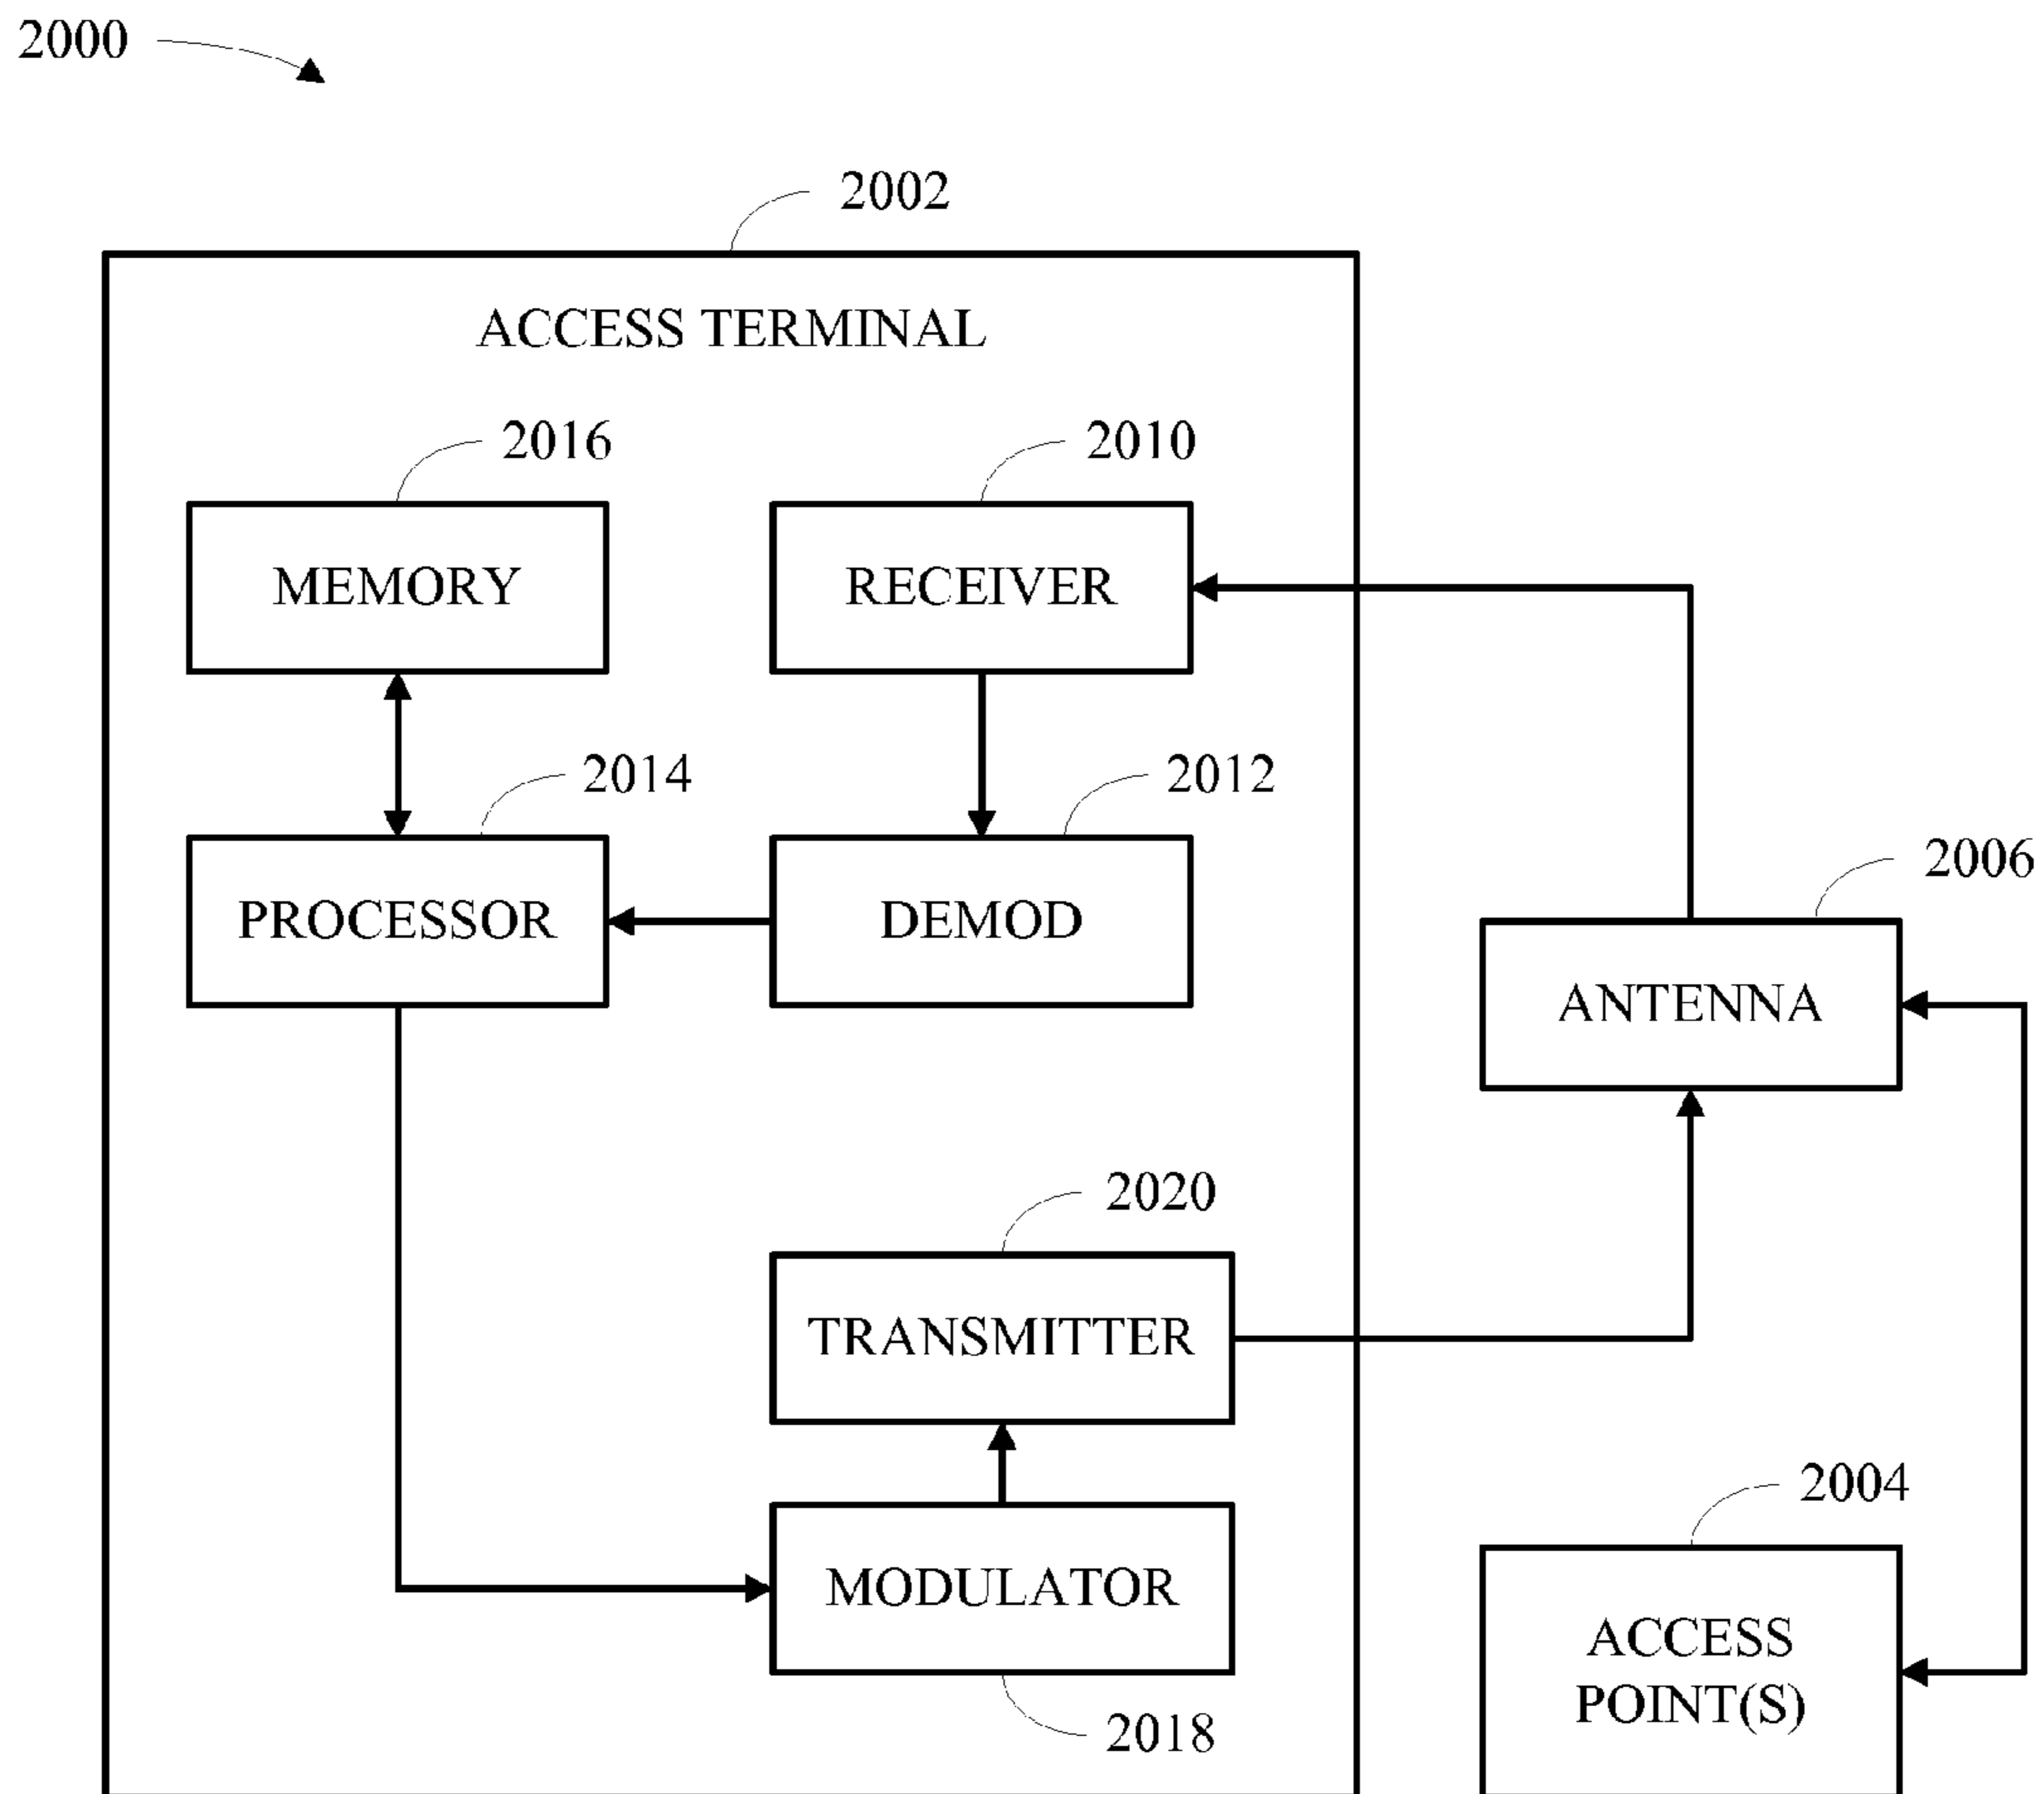 2000
2002
ACCESS TERMINAL
2016
2010
MEMORY
RECEIVER
2014
2012
PROCESSOR
DEMOD
2006
ANTENNA
2020
TRANSMITTER
2004
MODULATOR
ACCESS
POINT(S)
2018